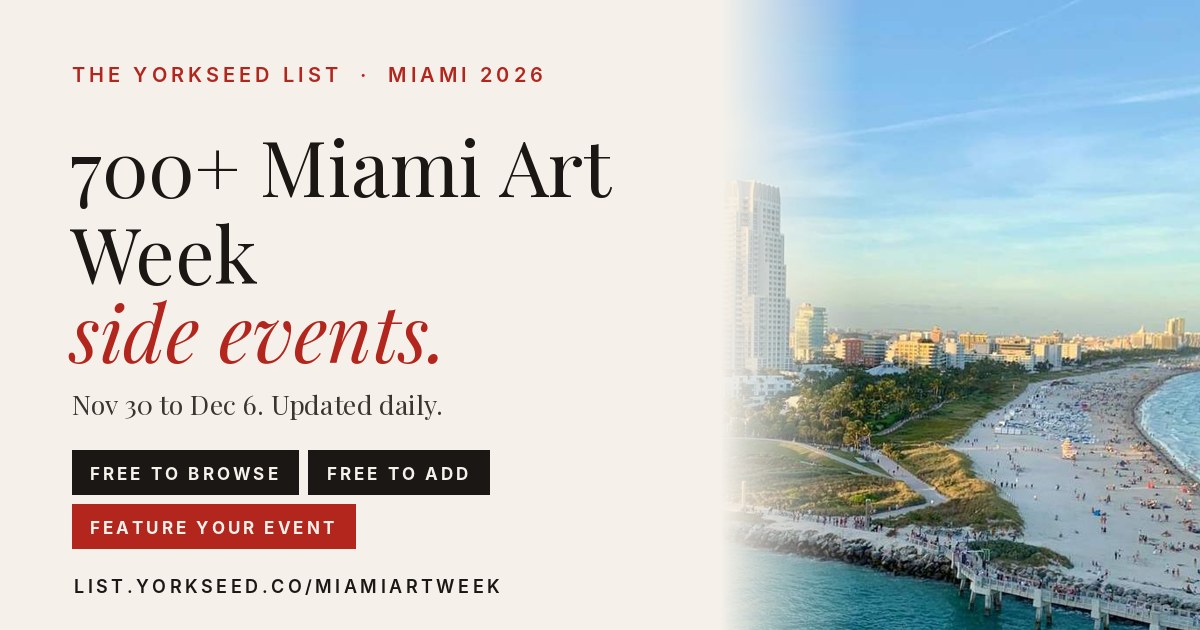 THE YORKSEED LIST · MIAMI 2026
700+ Miami Art
Week
side events.
Nov 30 to Dec 6. Updated daily.
FREE TO BROWSE FREE TO ADD
FEATURE YOUR EVENT
LIST.YORKSEED.CO/MIAMIARTWEEK